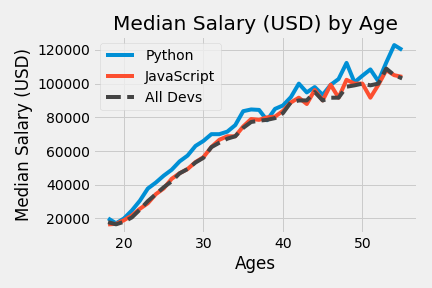 Median Salary (USD) by Age
Median Salary (USD)
120000
100000
80000
60000
40000
20000
Python
JavaScript
All Devs
20
30
40
50
Ages